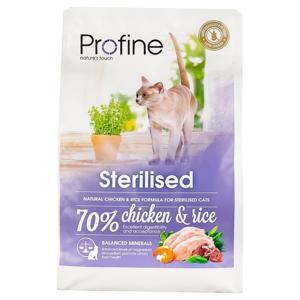 Profine
nature's touch
Sterilised
NATURAL CHICKEN & RICE FORMULA FOR STERILISED CATS
70% chicken & rice
Excellent digestibility
and acceptance
BALANCED MINERALS